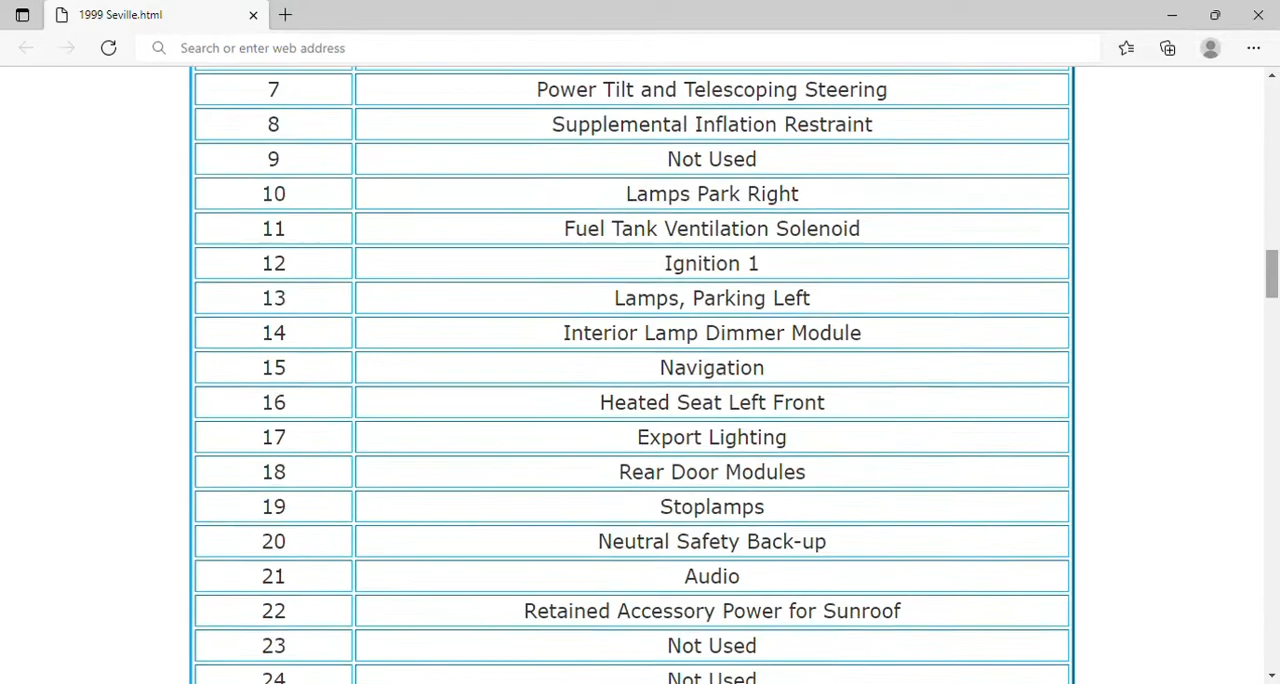 1999 Seville.html
Search or enter web address
7 Power Tilt and Telescoping Steering
8 Supplemental Inflation Restraint
9 Not Used
10 Lamps Park Right
11 Fuel Tank Ventilation Solenoid
12 Ignition 1
13 Lamps, Parking Left
14 Interior Lamp Dimmer Module
15 Navigation
16 Heated Seat Left Front
17 Export Lighting
18 Rear Door Modules
19 Stoplamps
20 Neutral Safety Back-up
21 Audio
22 Retained Accessory Power for Sunroof
23 Not Used
24 Not Used